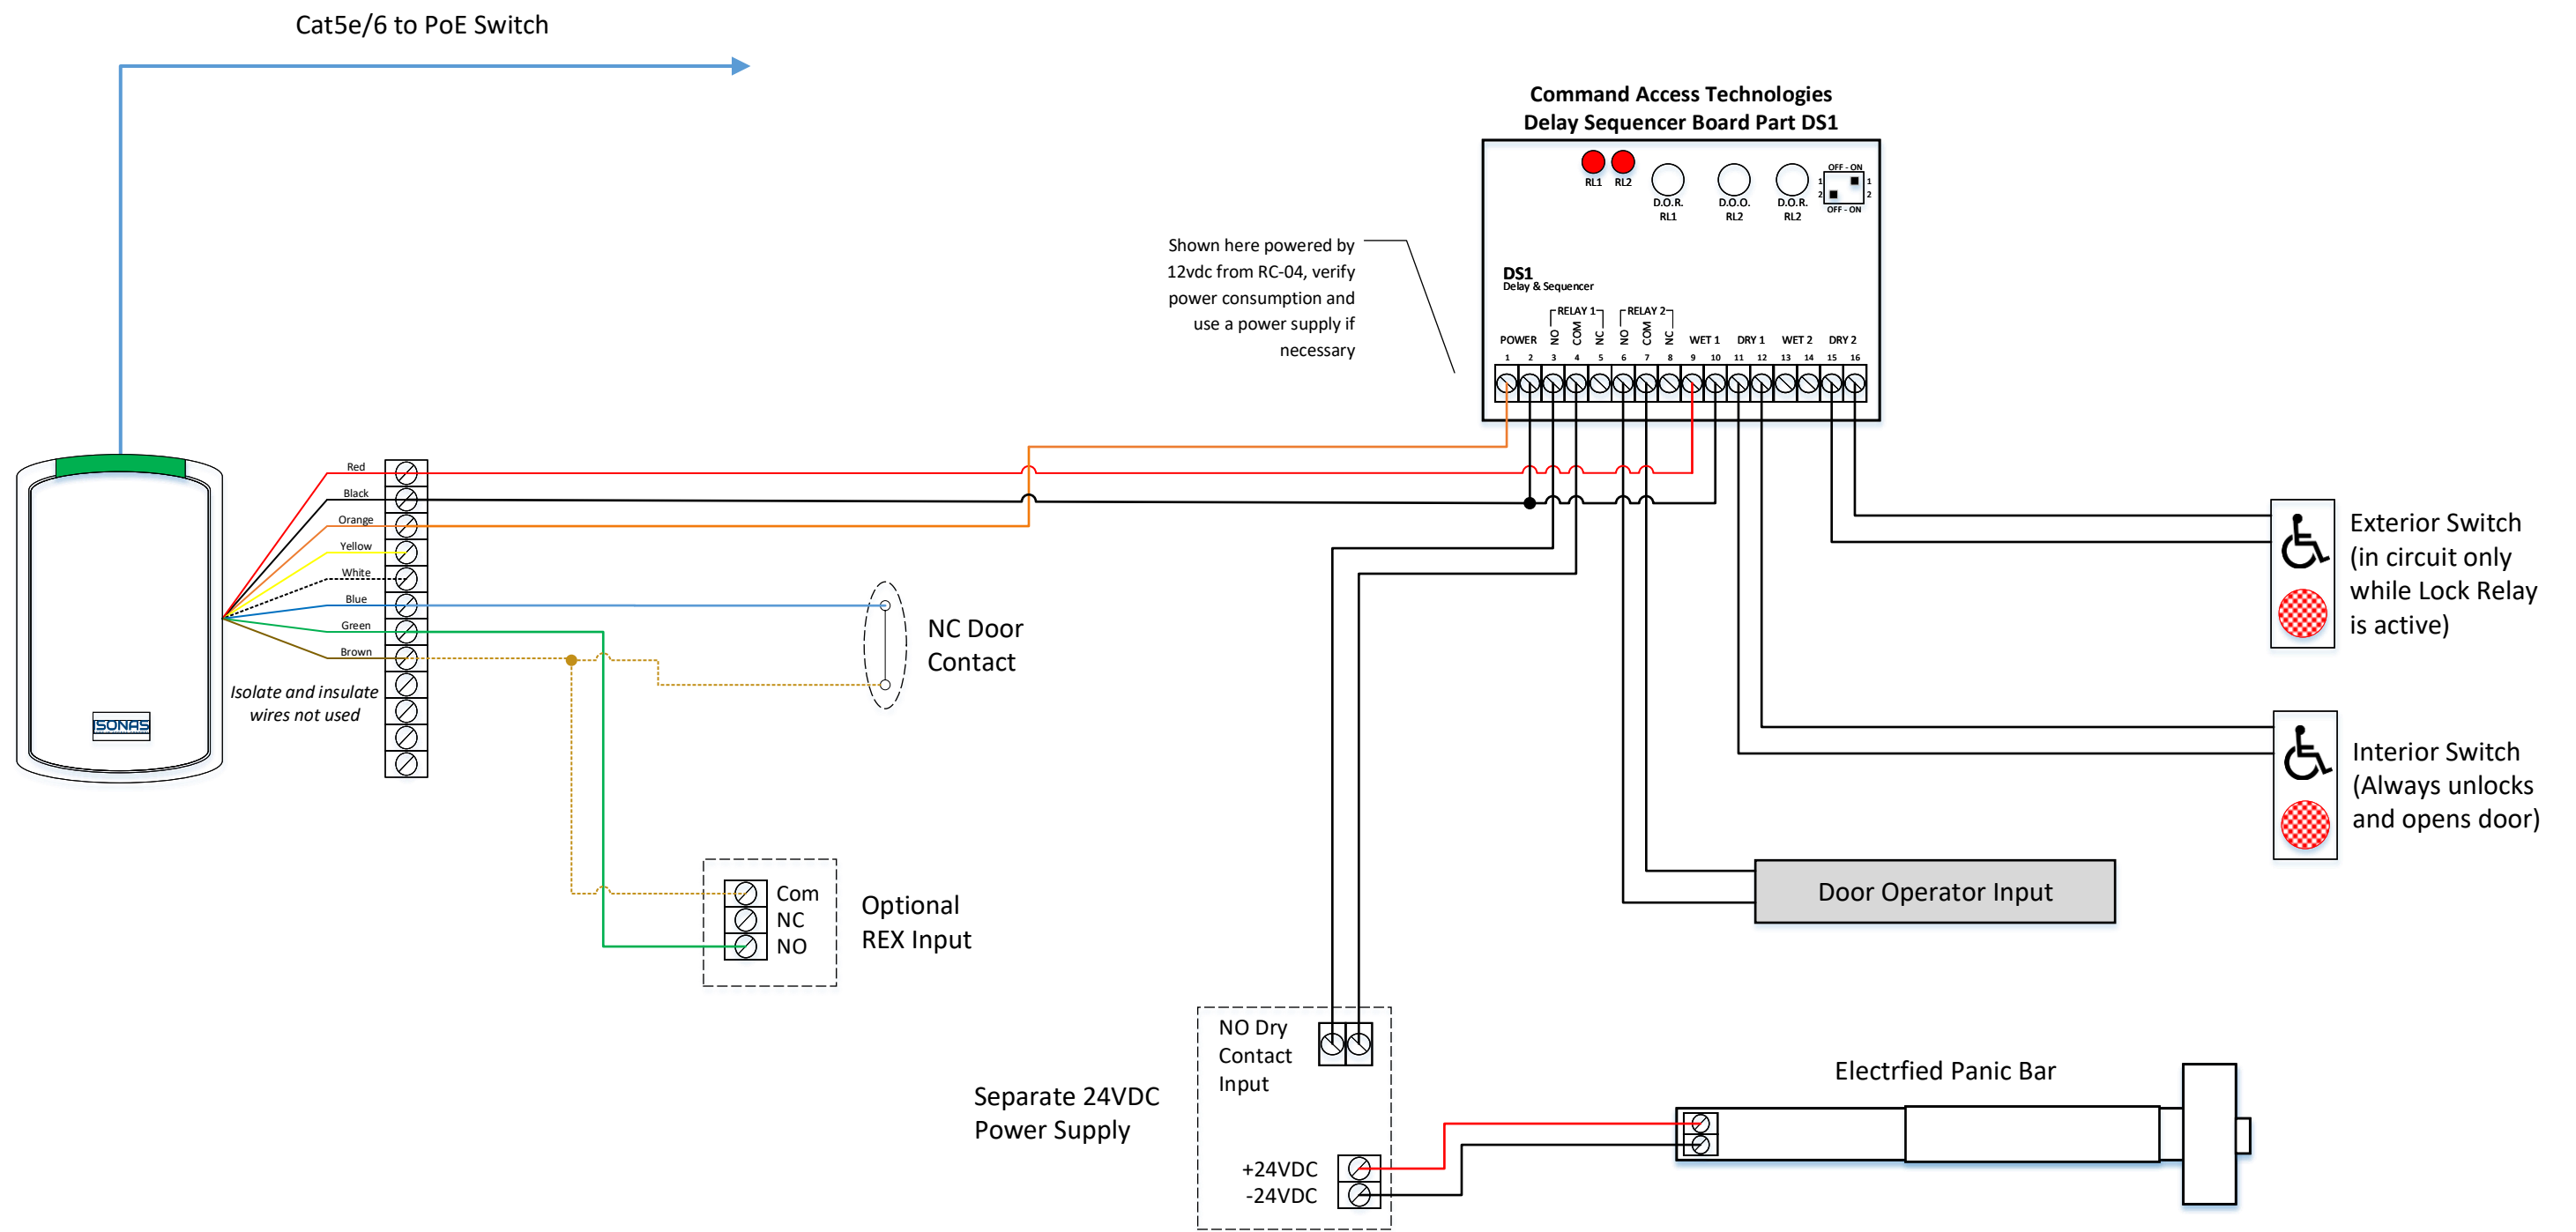 Cat5e/6 to PoE Switch
Command Access Technologies
Delay Sequencer Board Part DS1
RL1 RL2
D.O.R.
RL1
D.O.O.
RL2
D.O.R.
RL2
OFF - ON
1 1
2 2
OFF - ON
Shown here powered by
12vdc from RC-04, verify
power consumption and
use a power supply if
necessary
DS1
Delay & Sequencer
RELAY 1 RELAY 2
POWER NO COM NC NO COM NC WET 1 DRY 1 WET 2 DRY 2
1 2 3 4 5 6 7 8 9 10 11 12 13 14 15 16
Red
Black
Orange
Yellow
White
Blue
Green
Brown
Isolate and insulate
wires not used
ISONAS
NC Door
Contact
Exterior Switch
(in circuit only
while Lock Relay
is active)
Interior Switch
(Always unlocks
and opens door)
Door Operator Input
Com
NC
NO
Optional
REX Input
NO Dry
Contact
Input
Separate 24VDC
Power Supply
+24VDC
-24VDC
Electrfied Panic Bar